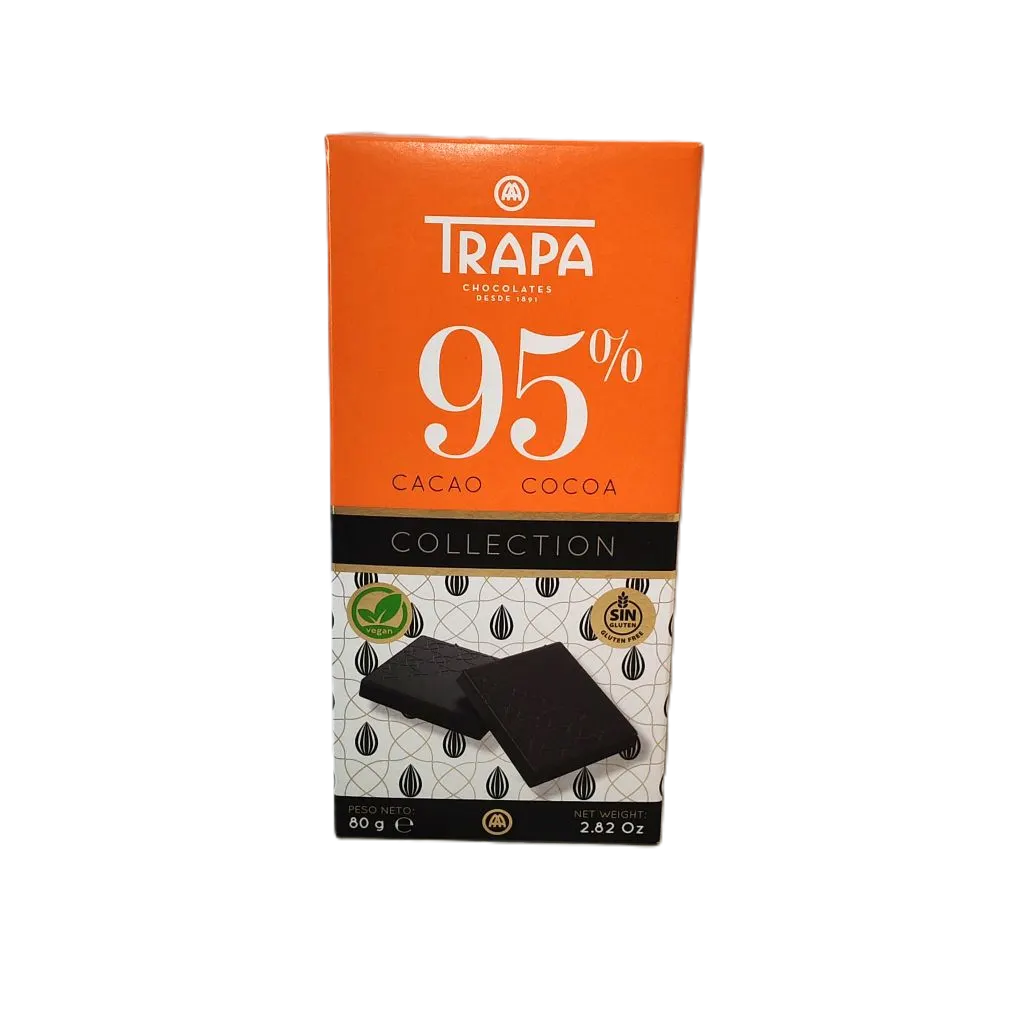 TRAPA
CHOCOLATES
DESDE 1891
95%
CACAO COCOA
COLLECTION
vegan
SIN
GLUTEN
GLUTEN FREE
PESO NETO:
80 g ℮
NET WEIGHT:
2.82 Oz